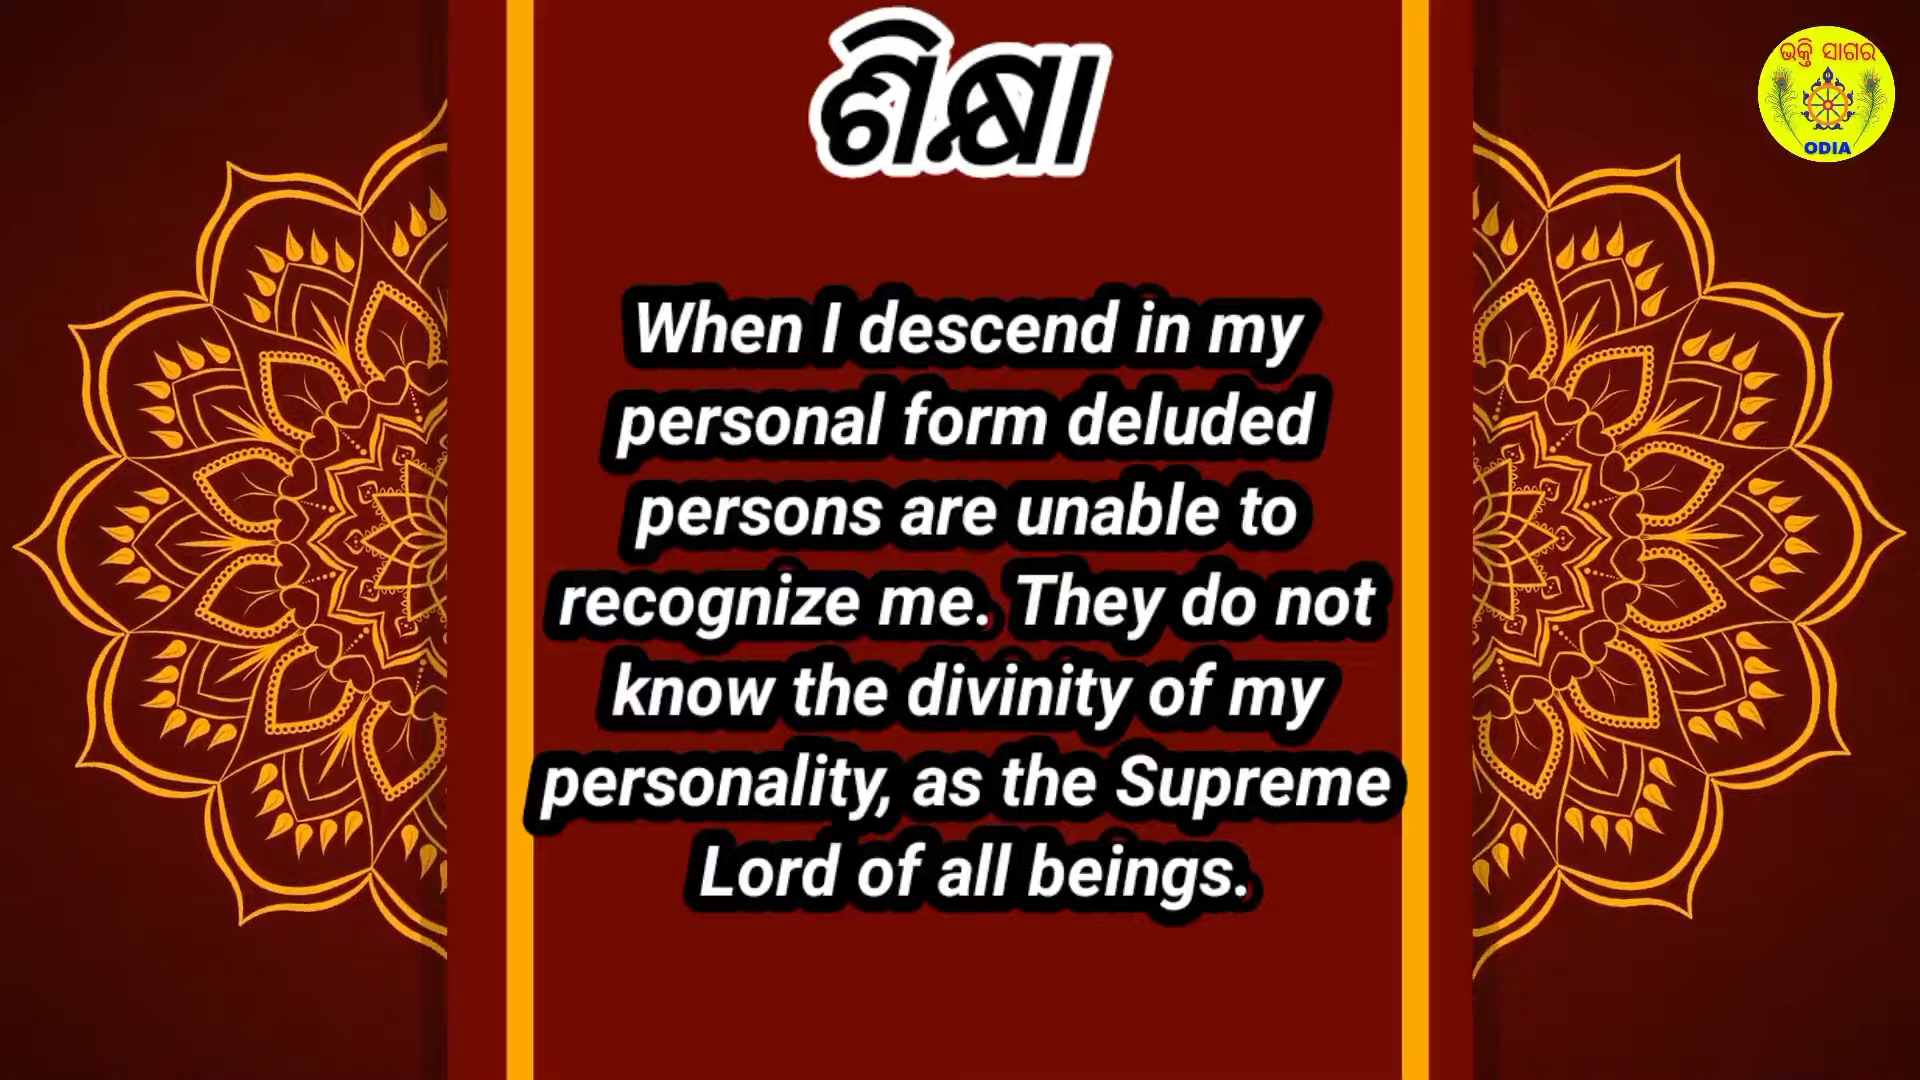 ଶିକ୍ଷା
ଭକ୍ତି ସାଗର
ODIA
When I descend in my
personal form deluded
persons are unable to
recognize me. They do not
know the divinity of my
personality, as the Supreme
Lord of all beings.